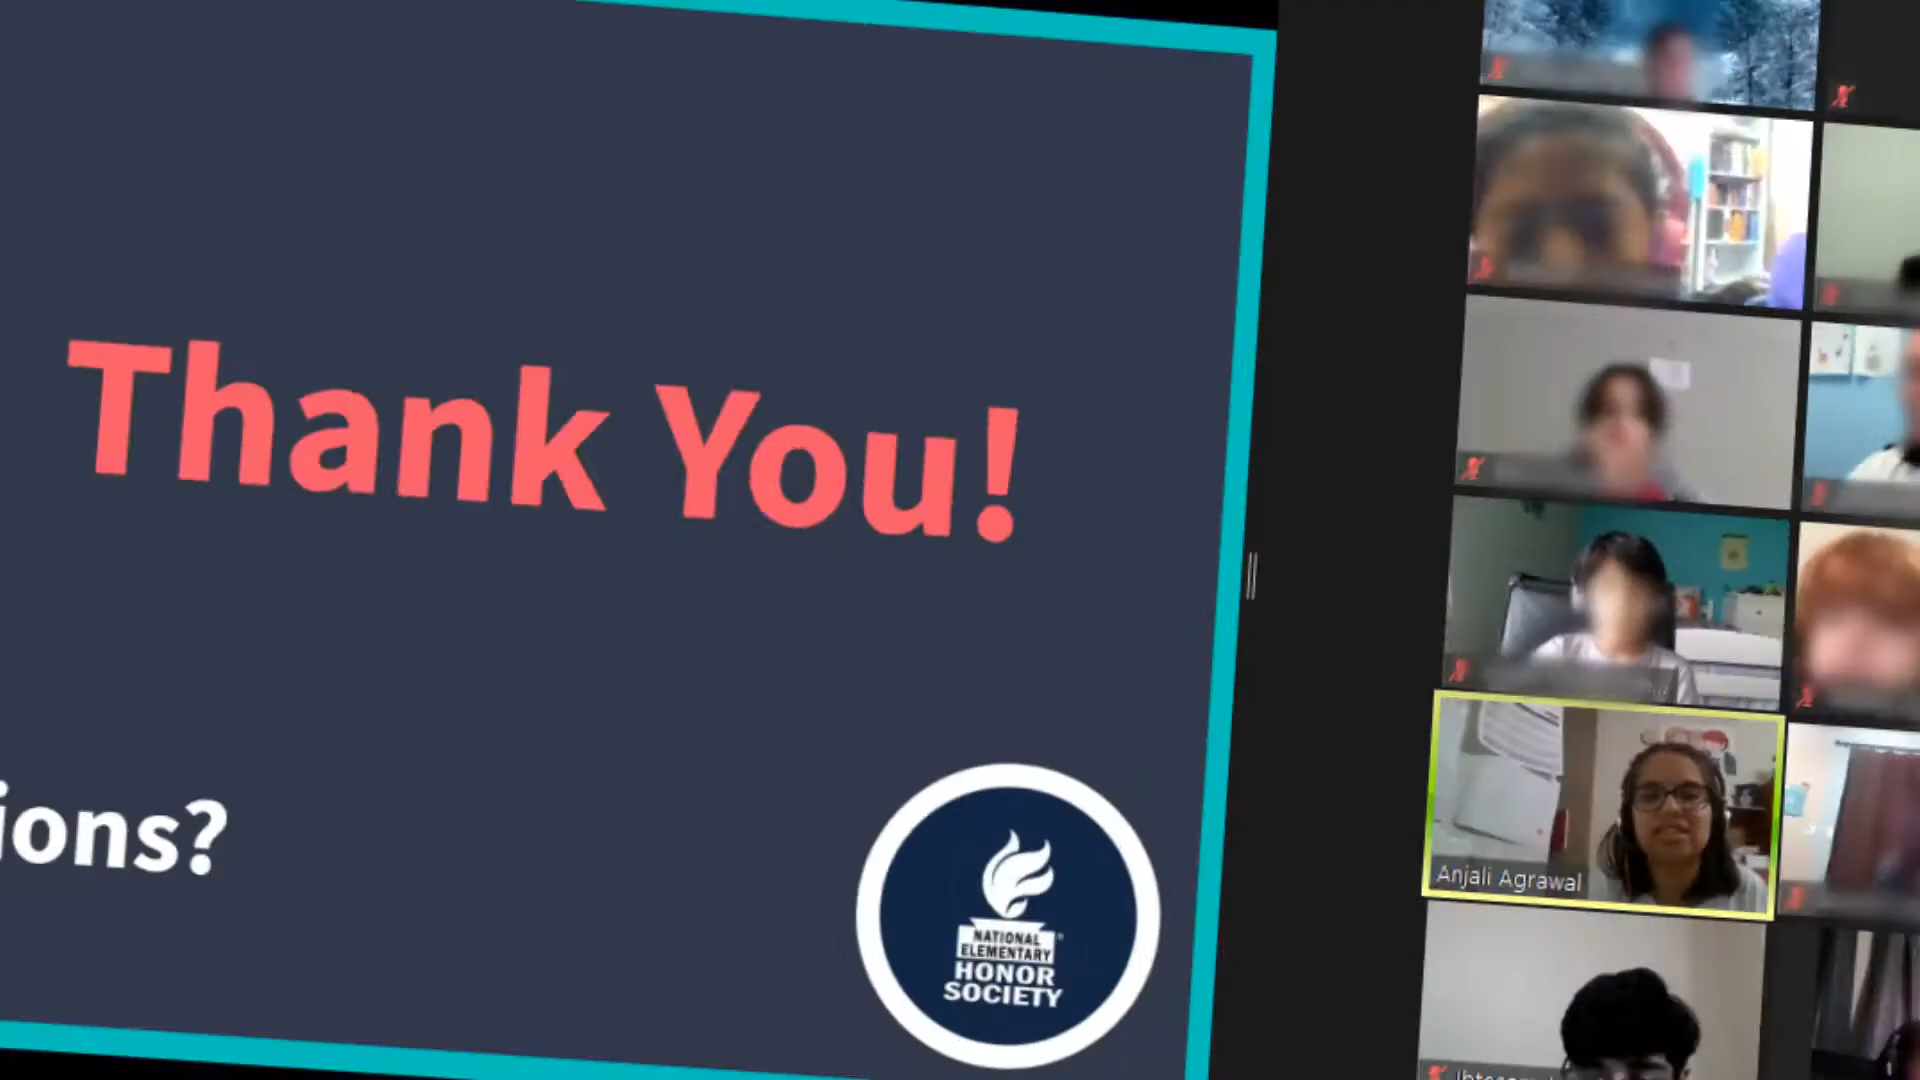 Thank You!
ions?
NATIONAL
ELEMENTARY
HONOR
SOCIETY
Anjali Agrawal